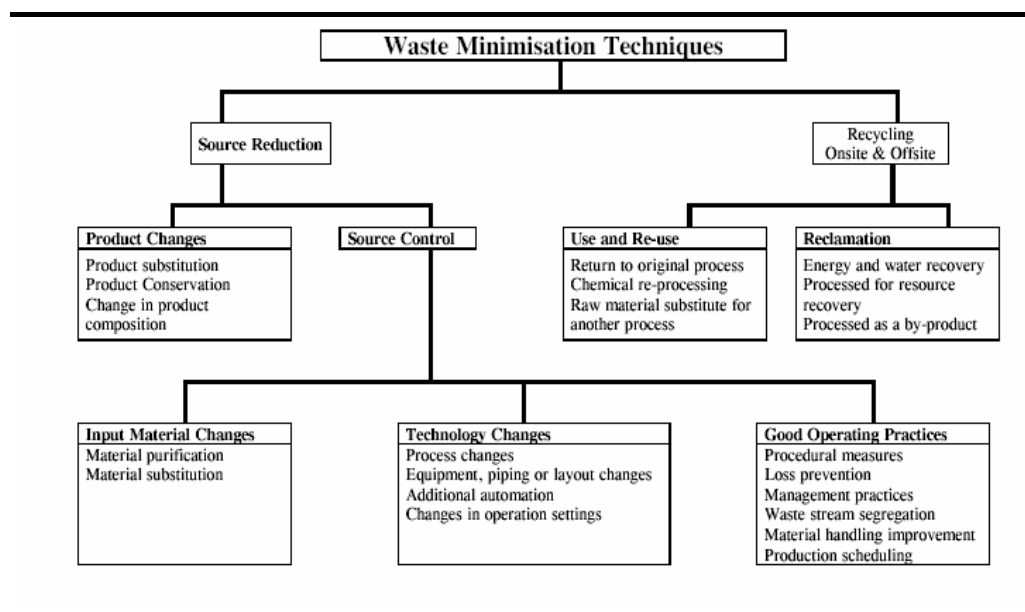 Waste Minimisation Techniques
Source Reduction
Recycling
Onsite & Offsite
Product Changes
Product substitution
Product Conservation
Change in product
composition
Source Control
Use and Re-use
Return to original process
Chemical re-processing
Raw material substitute for
another process
Reclamation
Energy and water recovery
Processed for resource
recovery
Processed as a by-product
Input Material Changes
Material purification
Material substitution
Technology Changes
Process changes
Equipment, piping or layout changes
Additional automation
Changes in operation settings
Good Operating Practices
Procedural measures
Loss prevention
Management practices
Waste stream segregation
Material handling improvement
Production scheduling